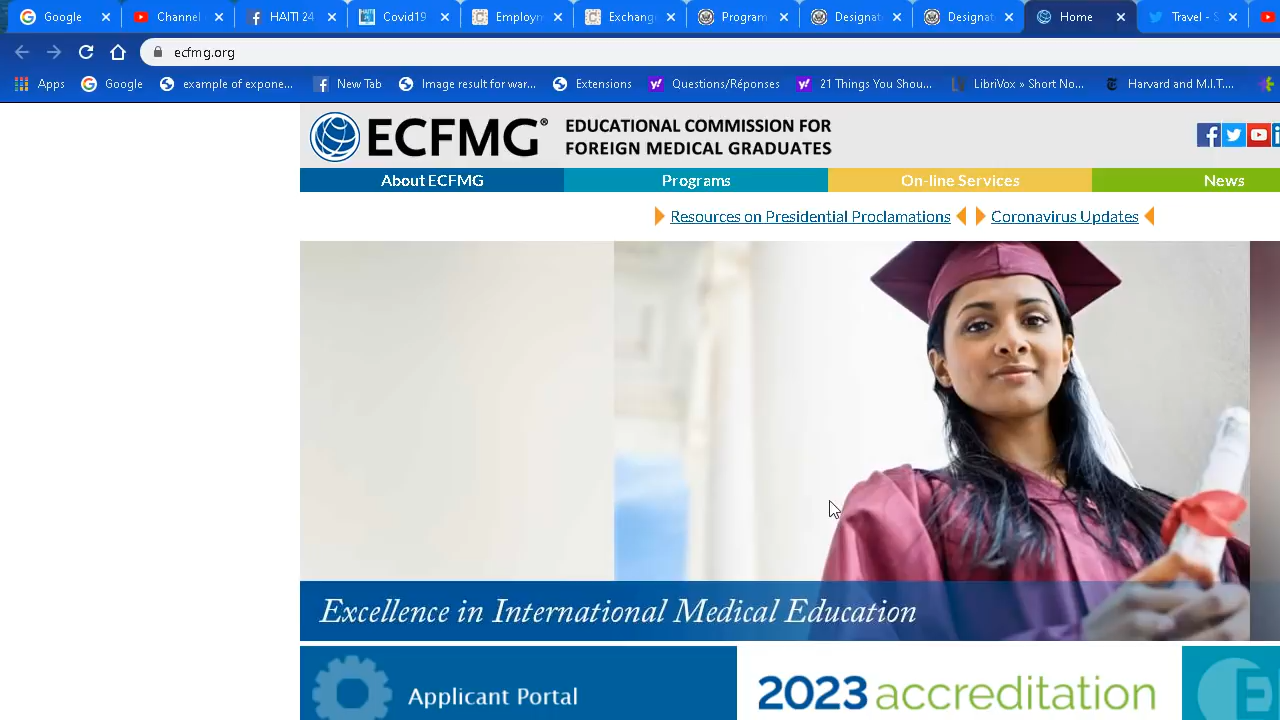 Google
Channel
HAITI 24
Covid19
Employm
Exchange
Program
Designat
Designat
Home
Travel - S
ecfmg.org
Apps
Google
example of expone...
New Tab
Image result for war...
Extensions
Questions/Réponses
21 Things You Shou...
LibriVox » Short No...
Harvard and M.I.T....
ECFMG®
EDUCATIONAL COMMISSION FOR
FOREIGN MEDICAL GRADUATES
About ECFMG
Programs
On-line Services
News
Resources on Presidential Proclamations
Coronavirus Updates
Excellence in International Medical Education
Applicant Portal
2023 accreditation